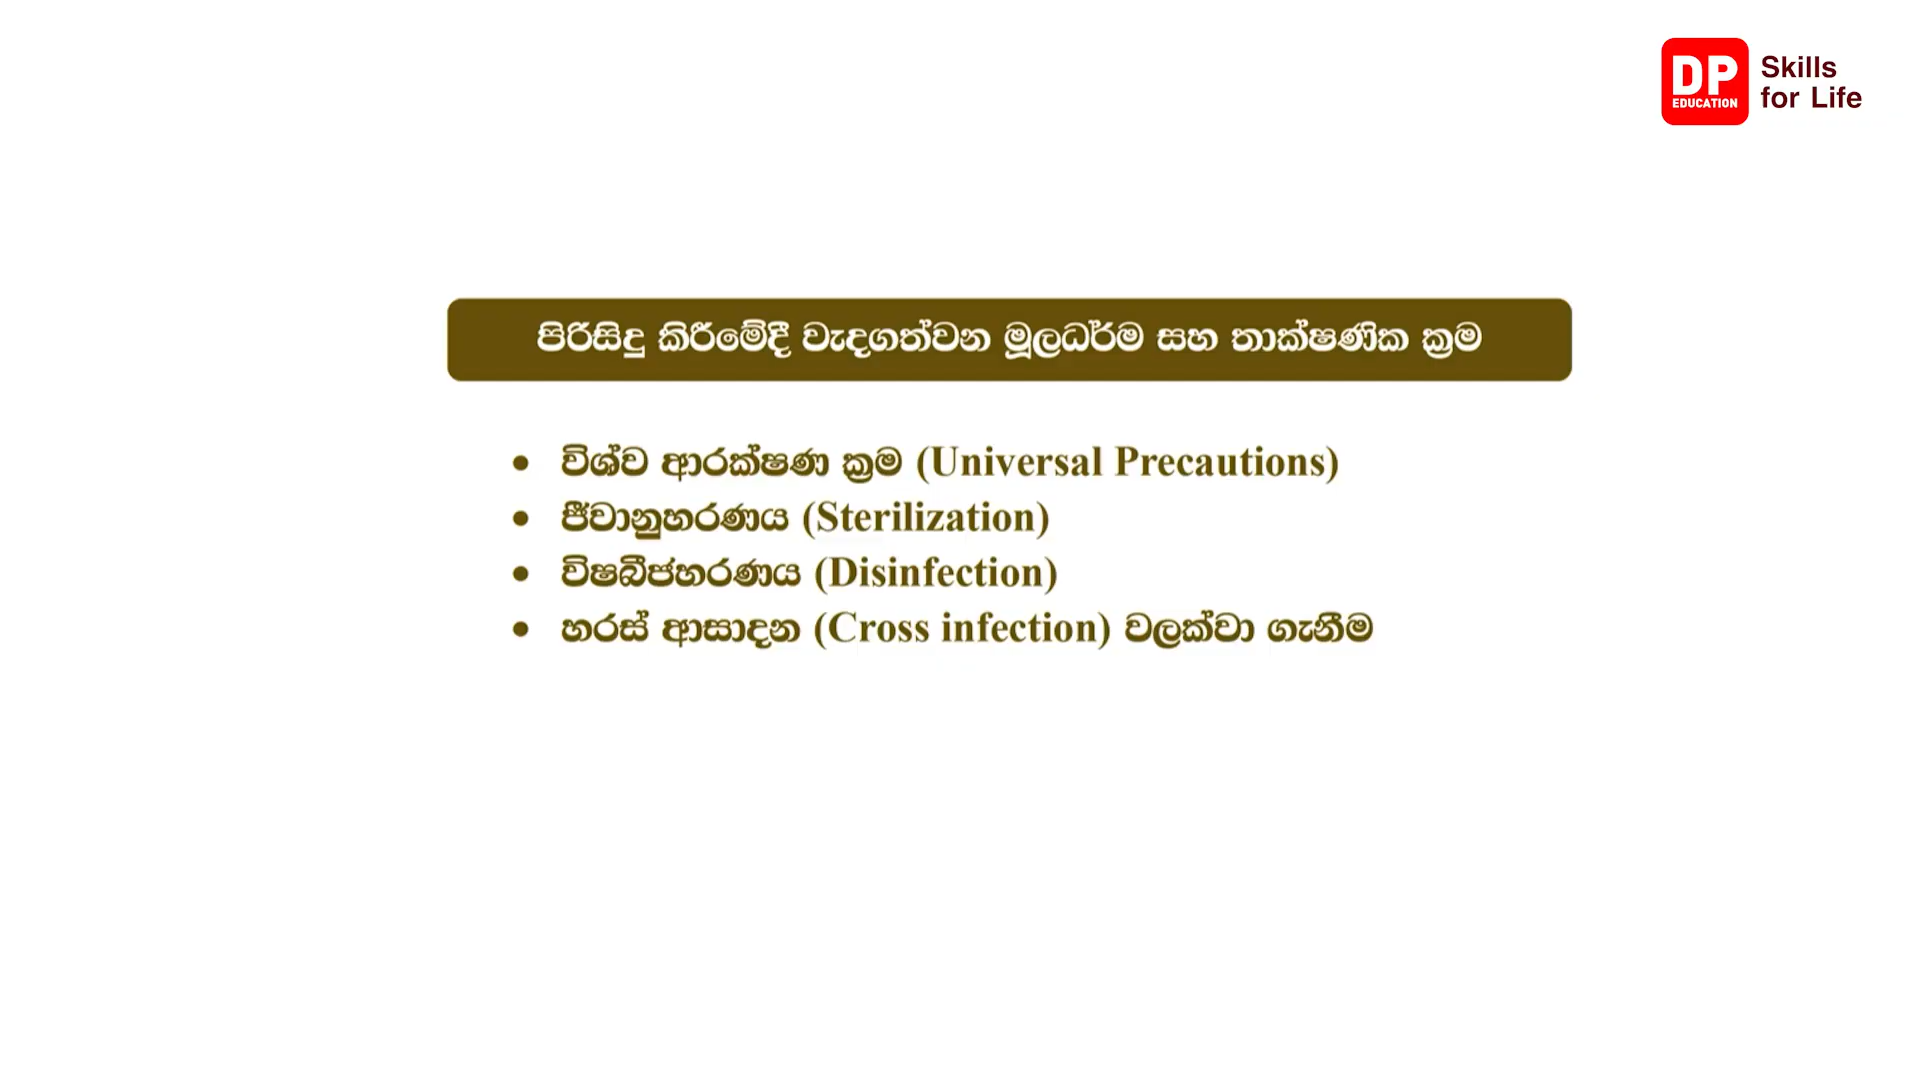 DP
EDUCATION
Skills
for Life
පිරිසිදු කිරීමේදී වැදගත්වන මූලධර්ම සහ තාක්ෂණික ක්‍රම
• විශ්ව ආරක්ෂණ ක්‍රම (Universal Precautions)
• ජීවානුහරණය (Sterilization)
• විෂබීජහරණය (Disinfection)
• හරස් ආසාදන (Cross infection) වලක්වා ගැනීම